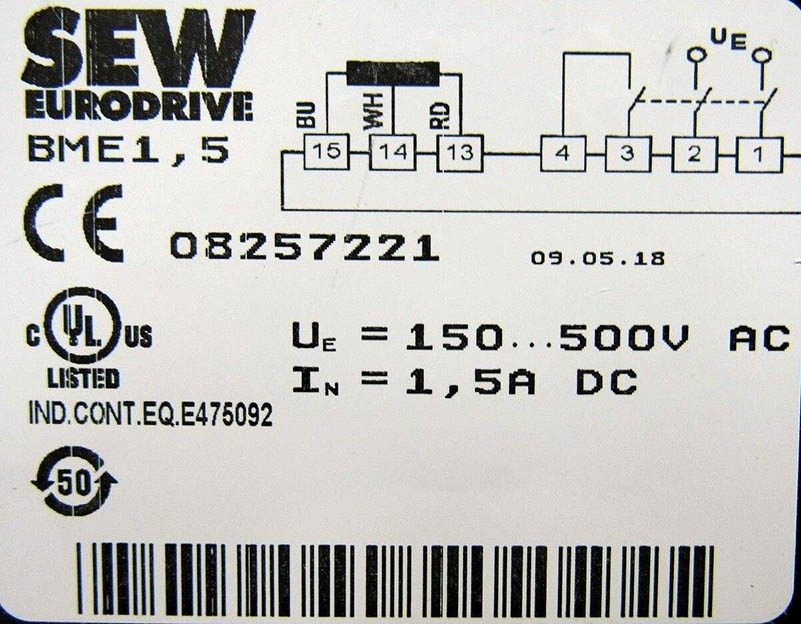 SEW
EURODRIVE
BME1,5
BU
WH
RD
15
14
13
4
3
2
1
UE
CE
08257221
09.05.18
C UL US
LISTED
IND.CONT.EQ.E475092
UE = 150...500V AC
IN = 1,5A DC
50